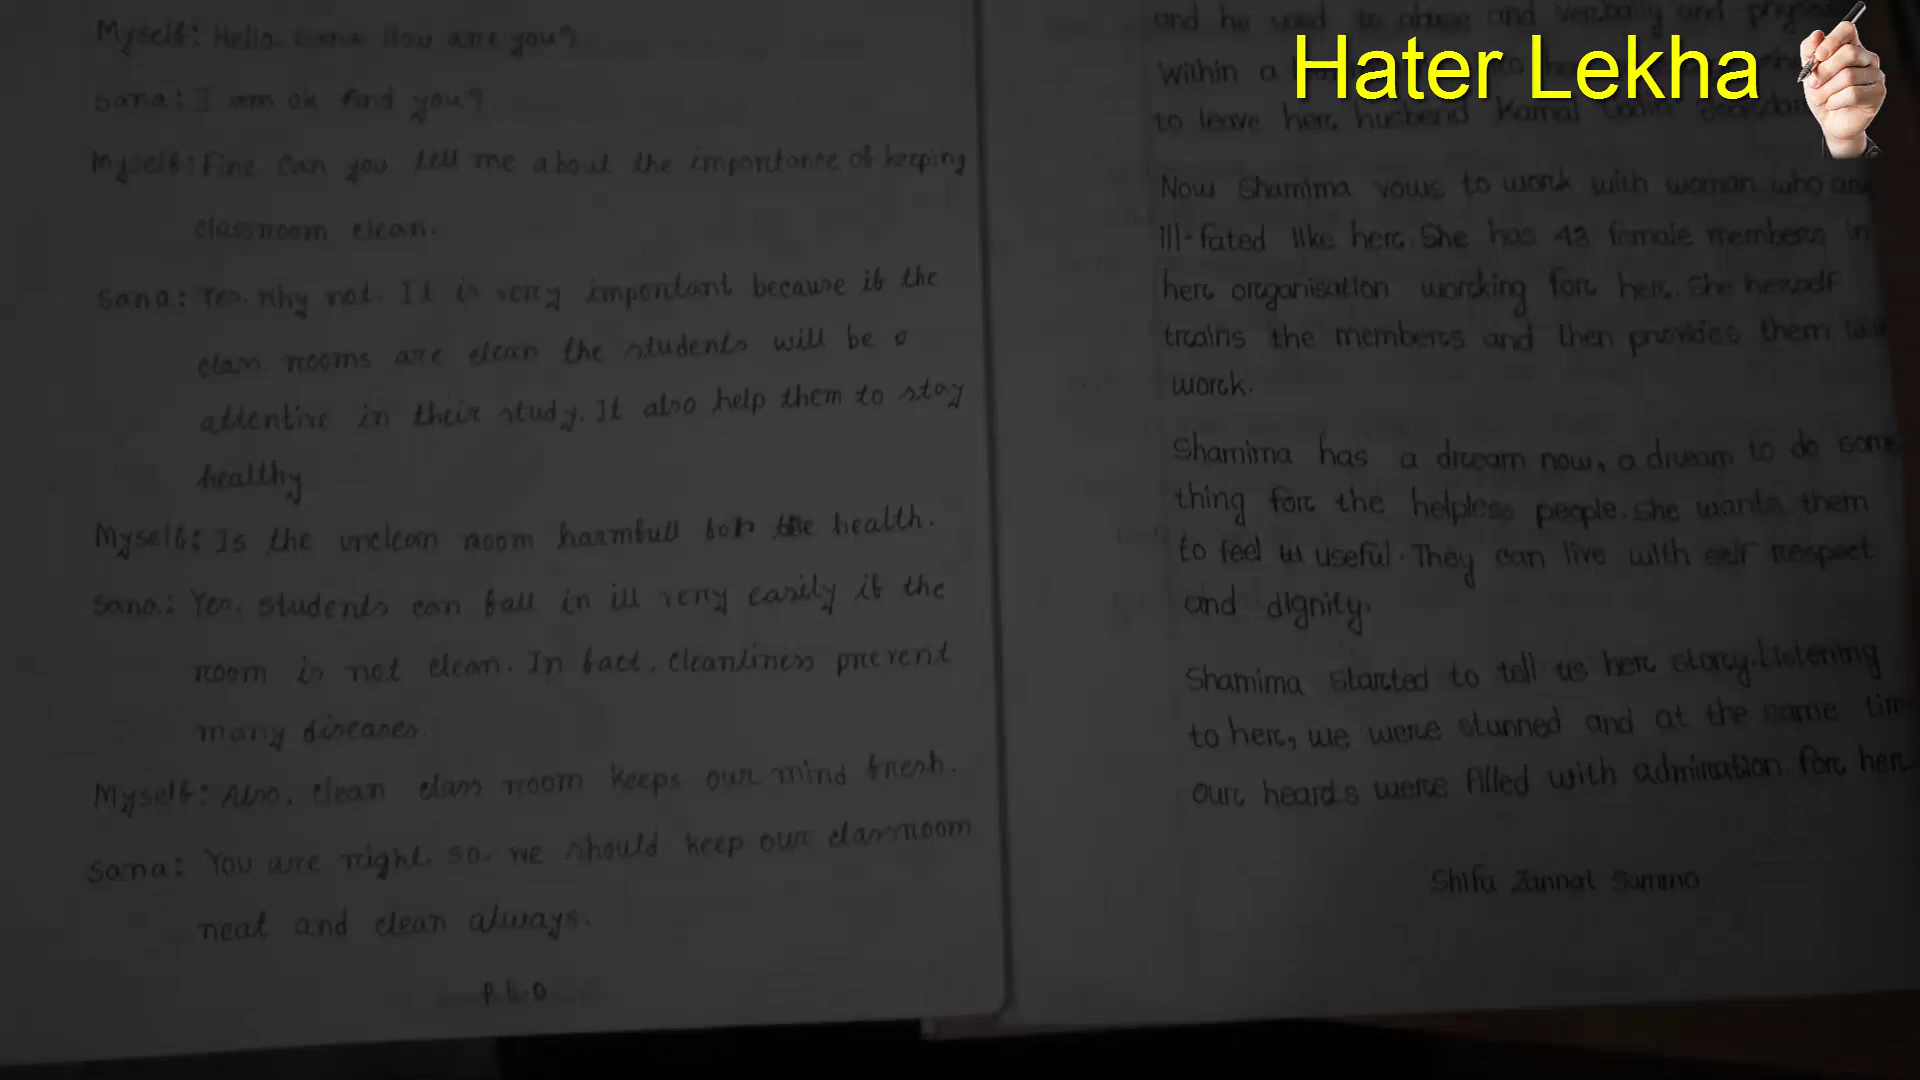 Hater Lekha
Myself: Hello Sana How are you?
Sana: I am ok And you?
Myself: Fine can you tell me about the importance of keeping
classroom clean.
Sana: Yes. Why not. It is very important because if the
class rooms are clean the students will be
attentive in their study. It also help them to stay
healthy
Myself: Is the unclean room harmfull for the health.
Sana: Yes. Students can fall in ill very easily if the
room is not clean. In fact. Cleanliness prevent
many diseases.
Myself: Also, clean class room keeps our mind fresh.
Sana: You are right. So. we should keep our classroom
neat and clean always.
P.t.O
and he used to abuse and verbally and
Within a
to leave her husbend Kamal
Now Shamima vows to work with woman who are
Ill-fated like her. She has 43 female members in
her organisation working for her. She herself
trains the members and then provides them
work.
Shamima has a dream now, a dream to do some
thing for the helpless people. She wants them
to feel useful. They can live with self respect
and dignity.
Shamima started to tell us her story. Listening
to her, we were stunned and at the same time
our heards were filled with admiration for her
Shifa Zannat Sammo